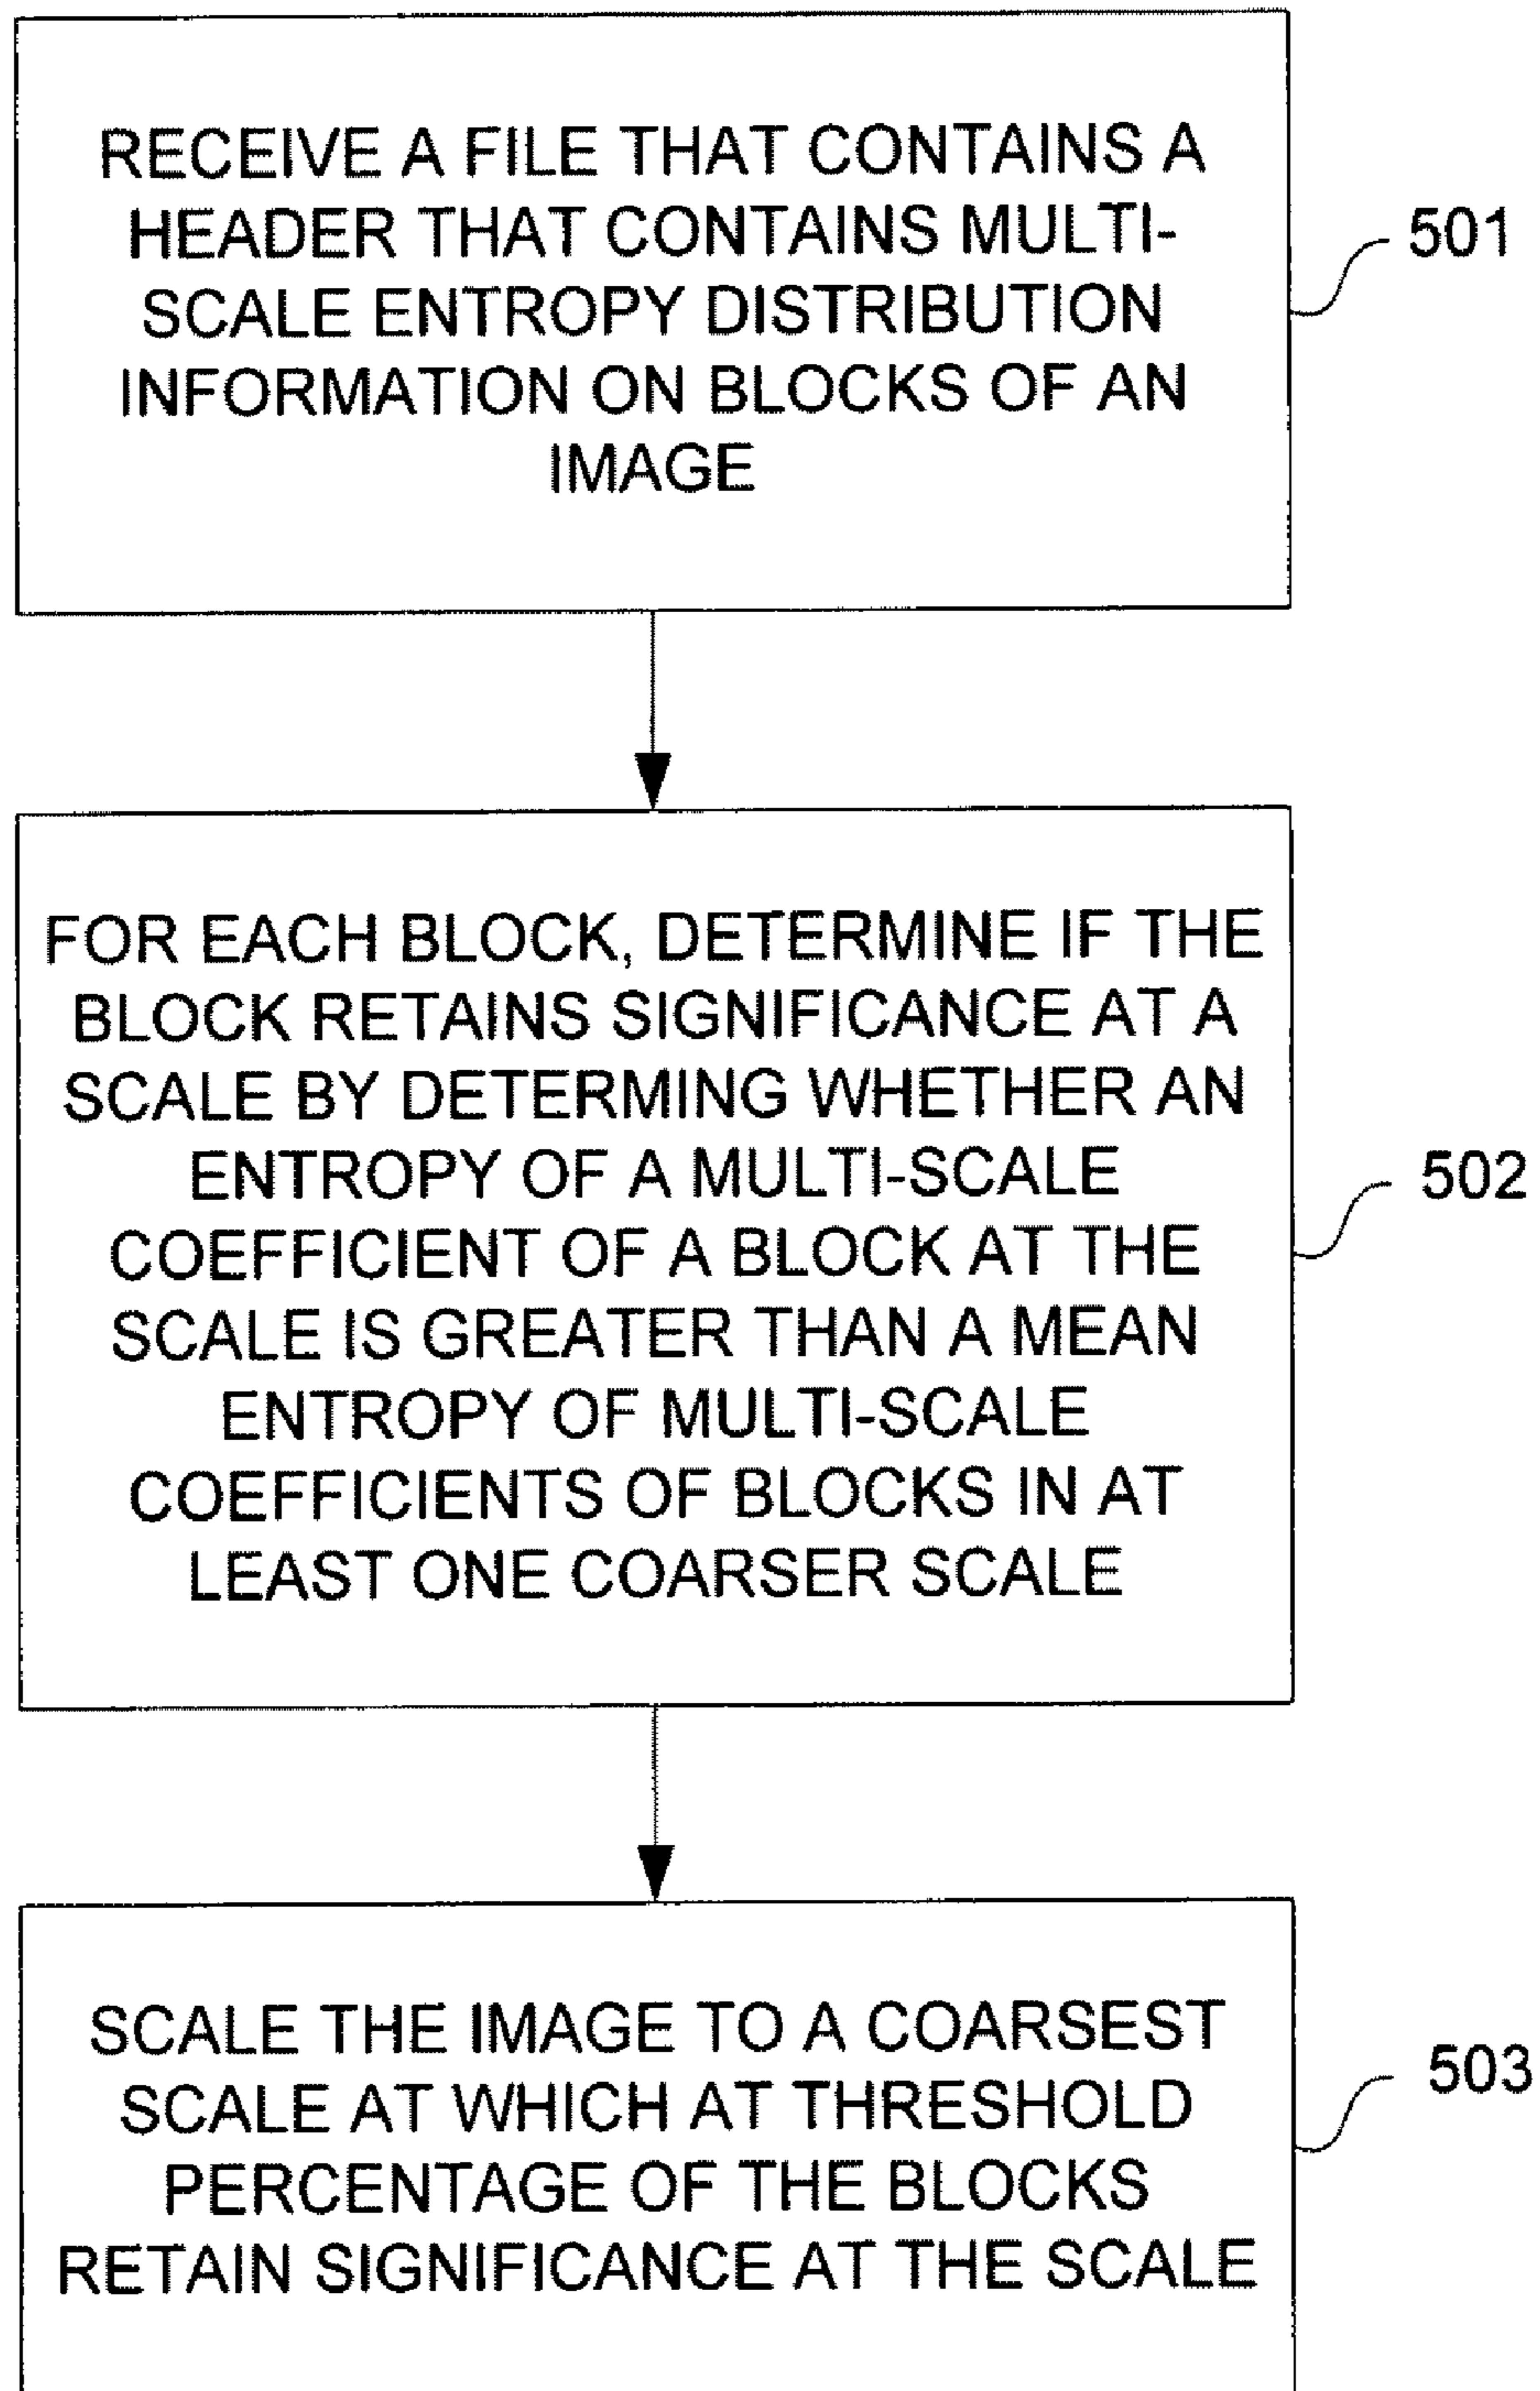 RECEIVE A FILE THAT CONTAINS A
HEADER THAT CONTAINS MULTI-
SCALE ENTROPY DISTRIBUTION
INFORMATION ON BLOCKS OF AN
IMAGE
501
FOR EACH BLOCK, DETERMINE IF THE
BLOCK RETAINS SIGNIFICANCE AT A
SCALE BY DETERMING WHETHER AN
ENTROPY OF A MULTI-SCALE
COEFFICIENT OF A BLOCK AT THE
SCALE IS GREATER THAN A MEAN
ENTROPY OF MULTI-SCALE
COEFFICIENTS OF BLOCKS IN AT
LEAST ONE COARSER SCALE
502
SCALE THE IMAGE TO A COARSEST
SCALE AT WHICH AT THRESHOLD
PERCENTAGE OF THE BLOCKS
RETAIN SIGNIFICANCE AT THE SCALE
503